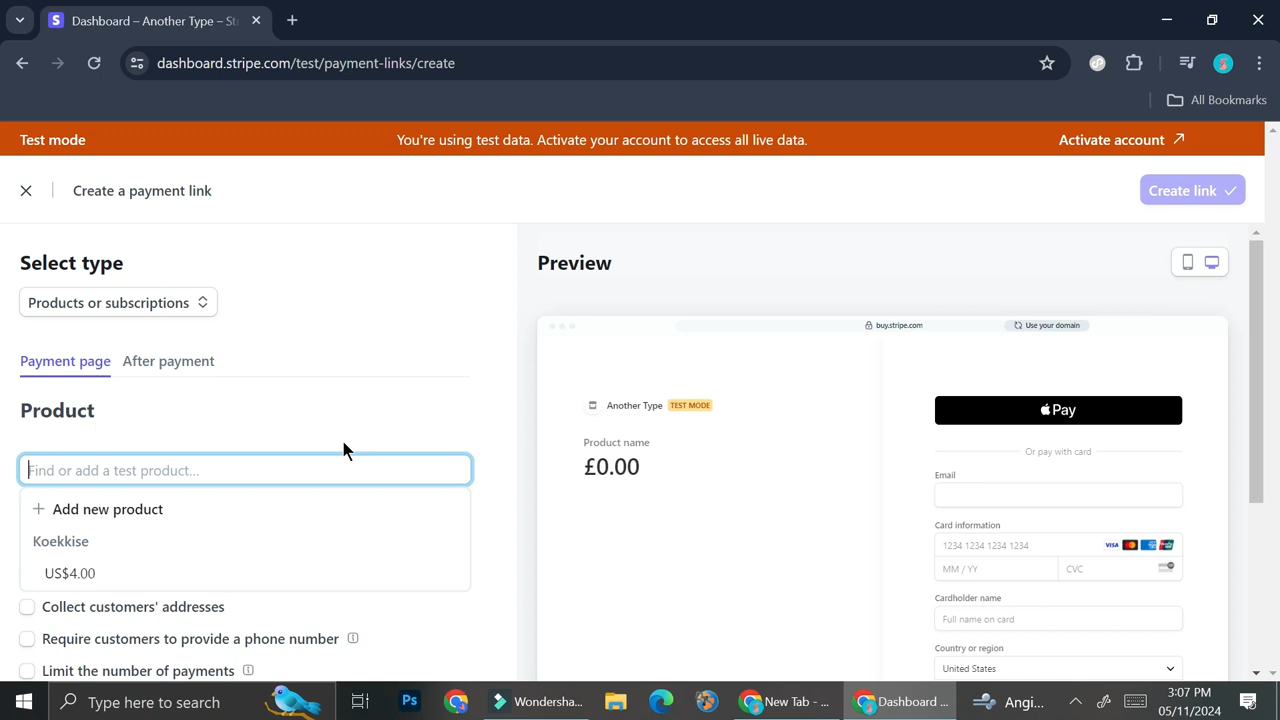 Dashboard – Another Type – St
dashboard.stripe.com/test/payment-links/create
All Bookmarks
Test mode
You're using test data. Activate your account to access all live data.
Activate account
Create a payment link
Create link
Select type
Products or subscriptions
Payment page
After payment
Product
Find or add a test product...
Add new product
Koekkise
US$4.00
Collect customers' addresses
Require customers to provide a phone number
Limit the number of payments
Preview
buy.stripe.com
Use your domain
Another Type
TEST MODE
Product name
£0.00
Pay
Or pay with card
Email
Card information
1234 1234 1234 1234
VISA
MM / YY
CVC
Cardholder name
Full name on card
Country or region
United States
Type here to search
Ps
Wondersha...
New Tab - ...
Dashboard ...
Angi...
3:07 PM
05/11/2024